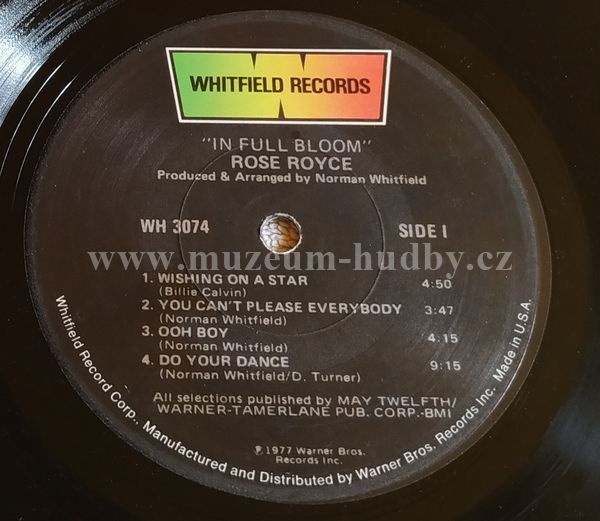 WHITFIELD RECORDS
"IN FULL BLOOM"
ROSE ROYCE
Produced & Arranged by Norman Whitfield
WH 3074 SIDE I
www.muzeum-hudby.cz
1. WISHING ON A STAR 4:50
(Billie Calvin)
2. YOU CAN'T PLEASE EVERYBODY 3:47
(Norman Whitfield)
3. OOH BOY 4:15
(Norman Whitfield)
4. DO YOUR DANCE 9:15
(Norman Whitfield/D. Turner)
All selections published by MAY TWELFTH/
WARNER-TAMERLANE PUB. CORP.-BMI
℗ 1977 Warner Bros.
Records Inc.
Whitfield Record Corp., Manufactured and Distributed by Warner Bros. Records Inc. Made in U.S.A.